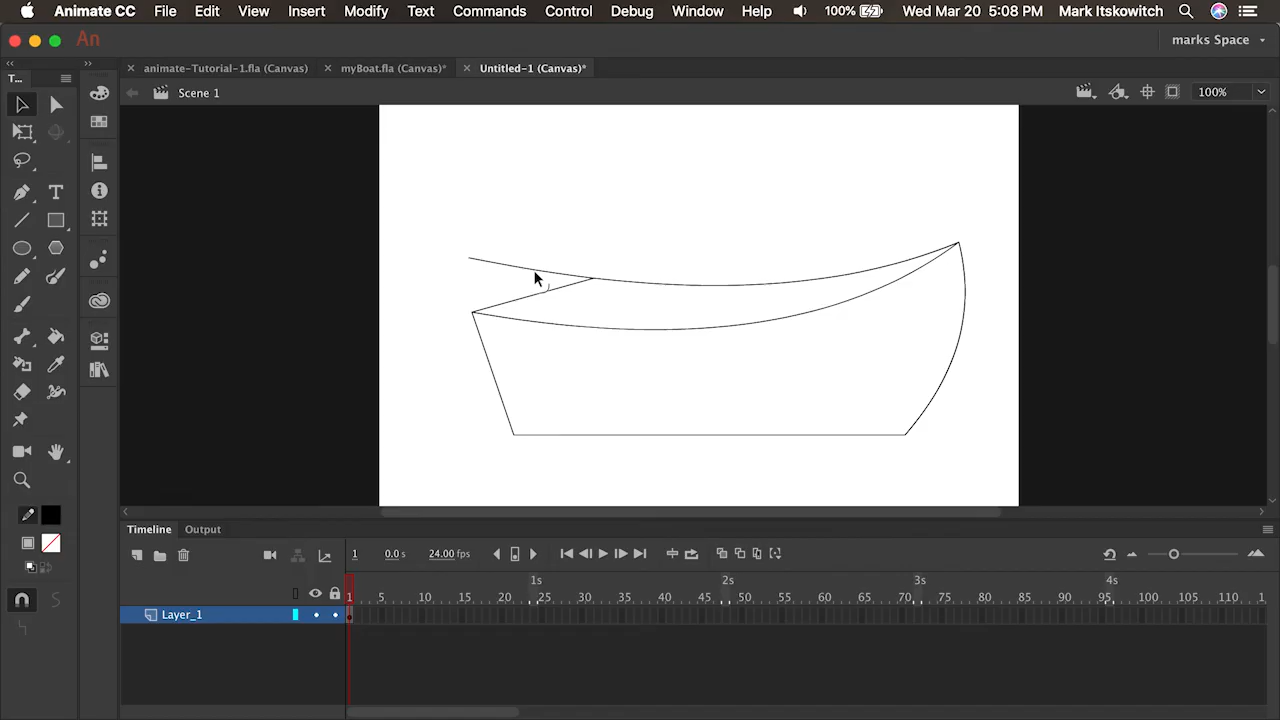 Animate CC File Edit View Insert Modify Text Commands Control Debug Window Help 100% Wed Mar 20 5:08 PM Mark Itskowitch
An marks Space
T... animate-Tutorial-1.fla (Canvas) myBoat.fla (Canvas)* Untitled-1 (Canvas)*
Scene 1 100%
T
Timeline Output
1 0.0 s 24.00 fps
1s 2s 3s 4s
1 5 10 15 20 25 30 35 40 45 50 55 60 65 70 75 80 85 90 95 100 105 110 1
Layer_1